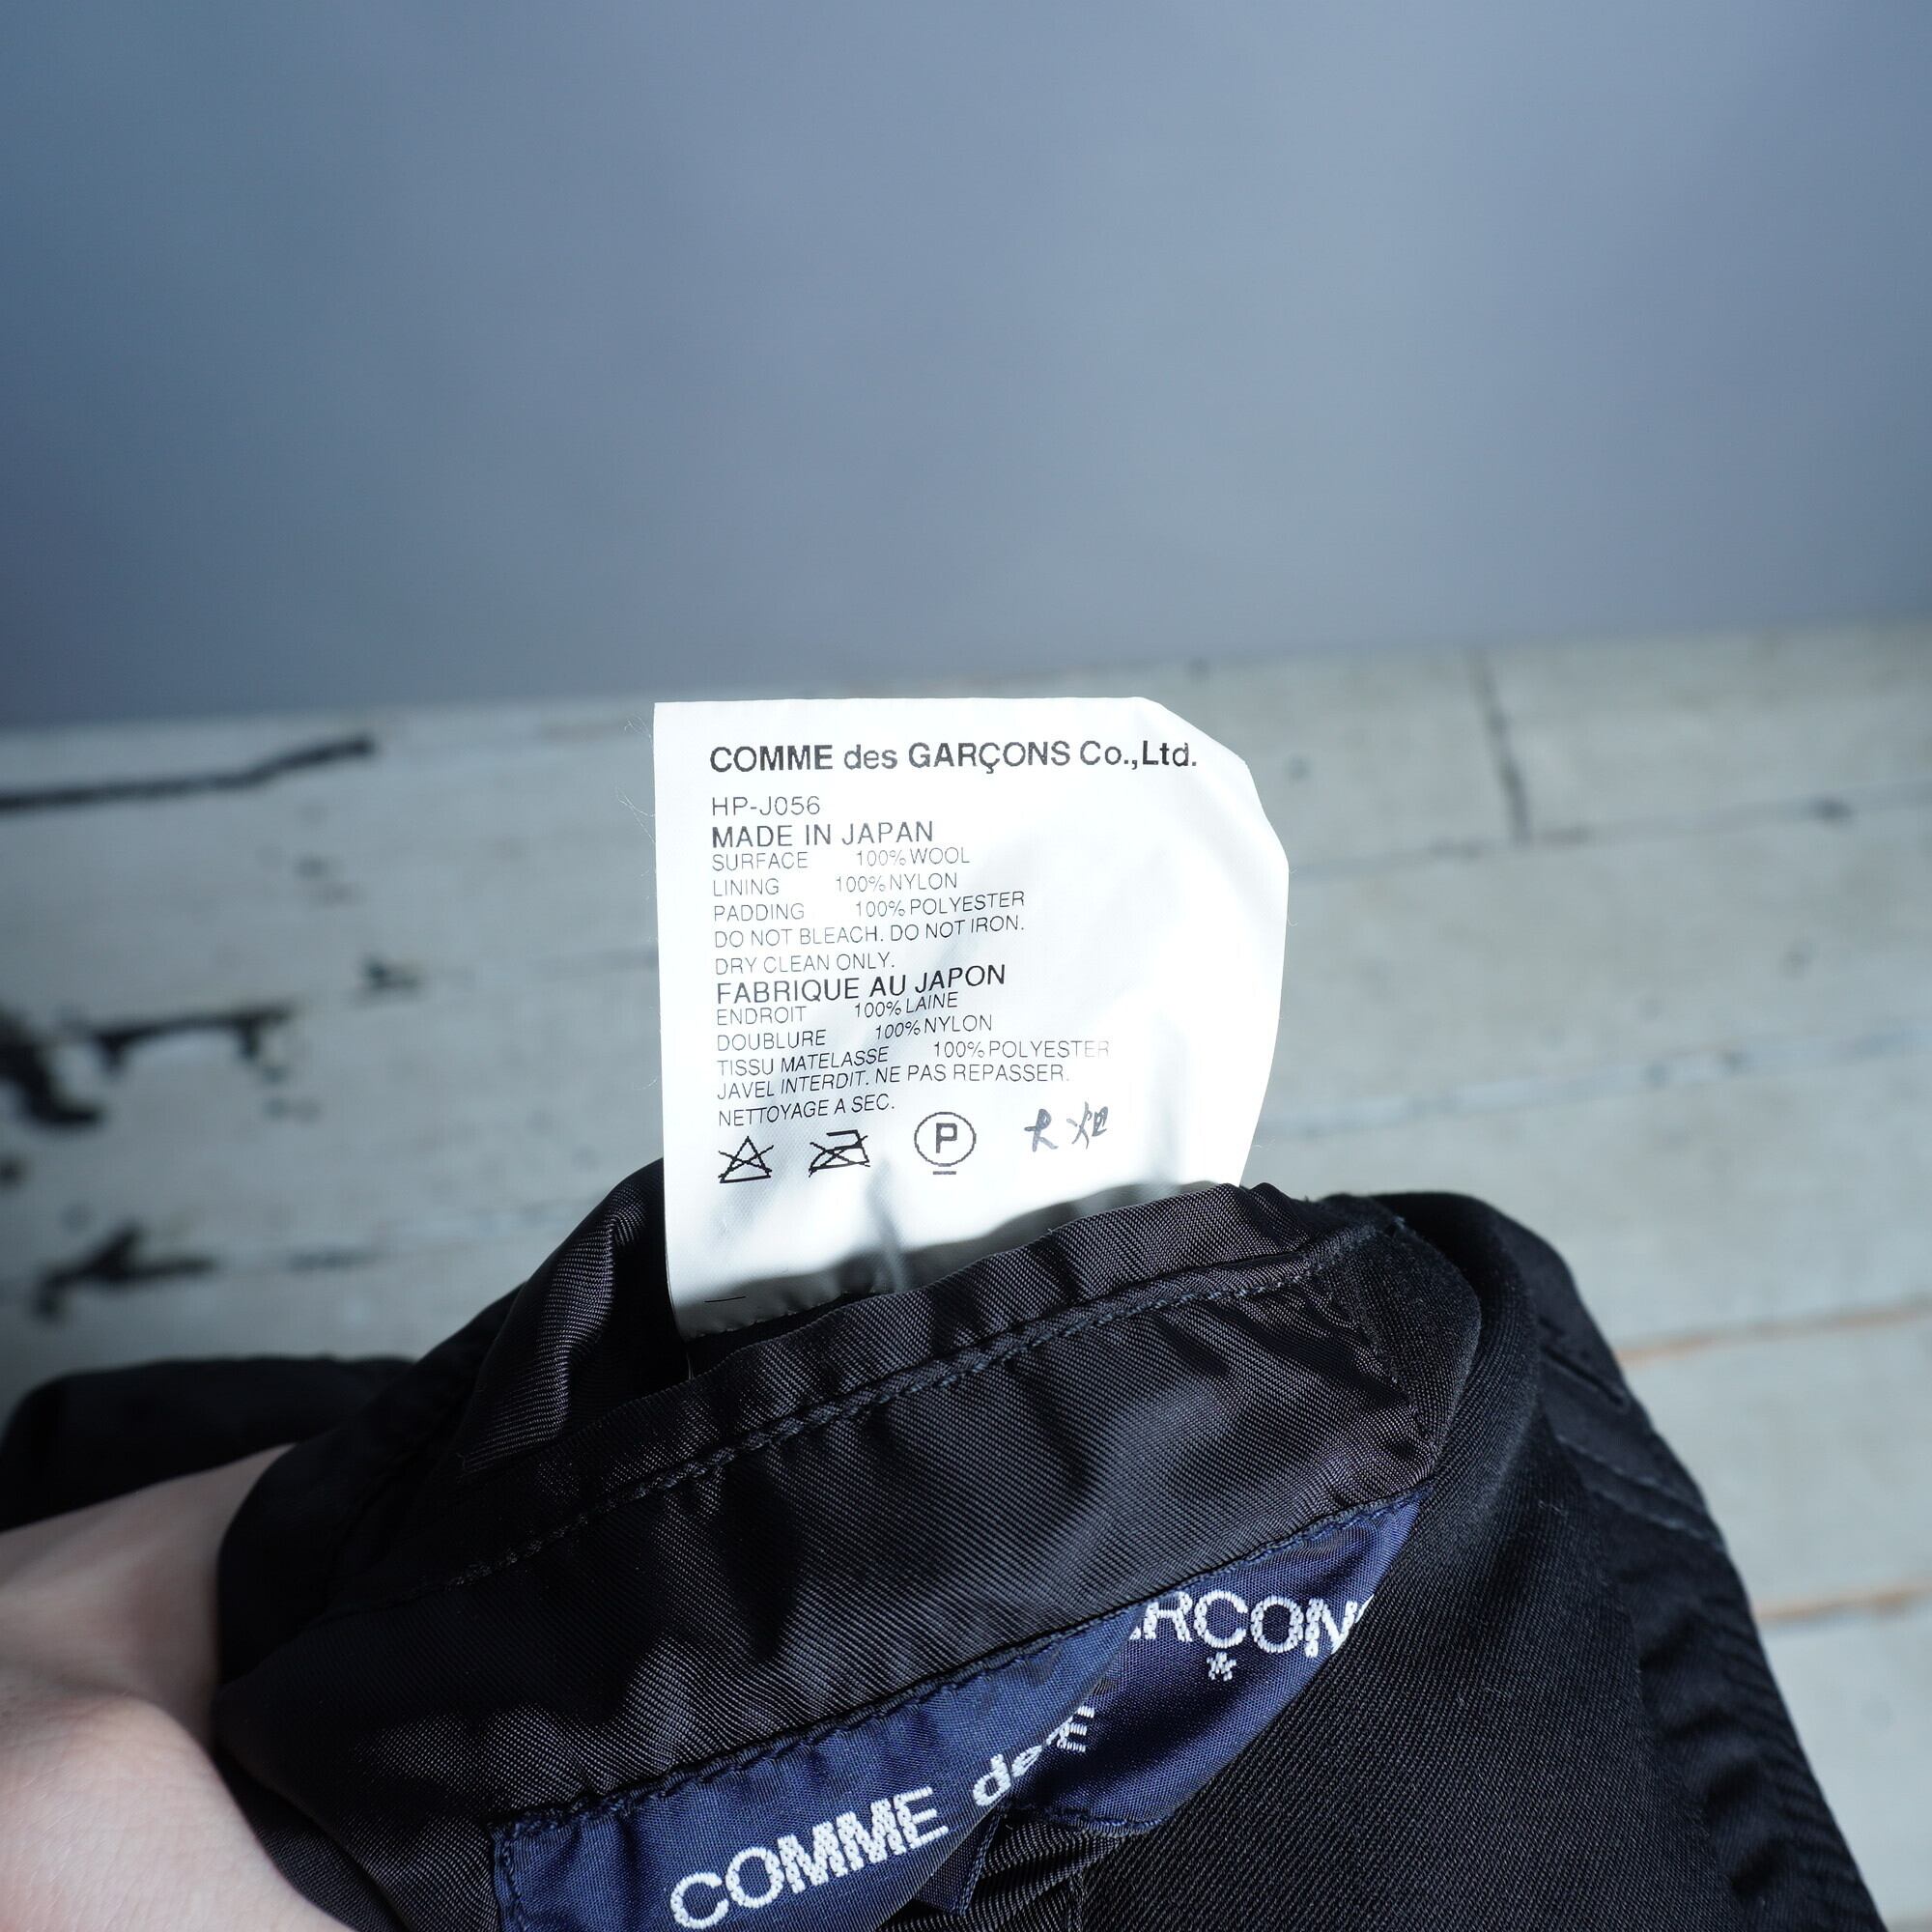 COMME des GARÇONS Co.,Ltd.
HP-J056
MADE IN JAPAN
SURFACE 100% WOOL
LINING 100% NYLON
PADDING 100% POLYESTER
DO NOT BLEACH. DO NOT IRON.
DRY CLEAN ONLY.
FABRIQUE AU JAPON
ENDROIT 100% LAINE
DOUBLURE 100% NYLON
TISSU MATELASSE 100% POLYESTER
JAVEL INTERDIT. NE PAS REPASSER.
NETTOYAGE A SEC.
P
COMME des